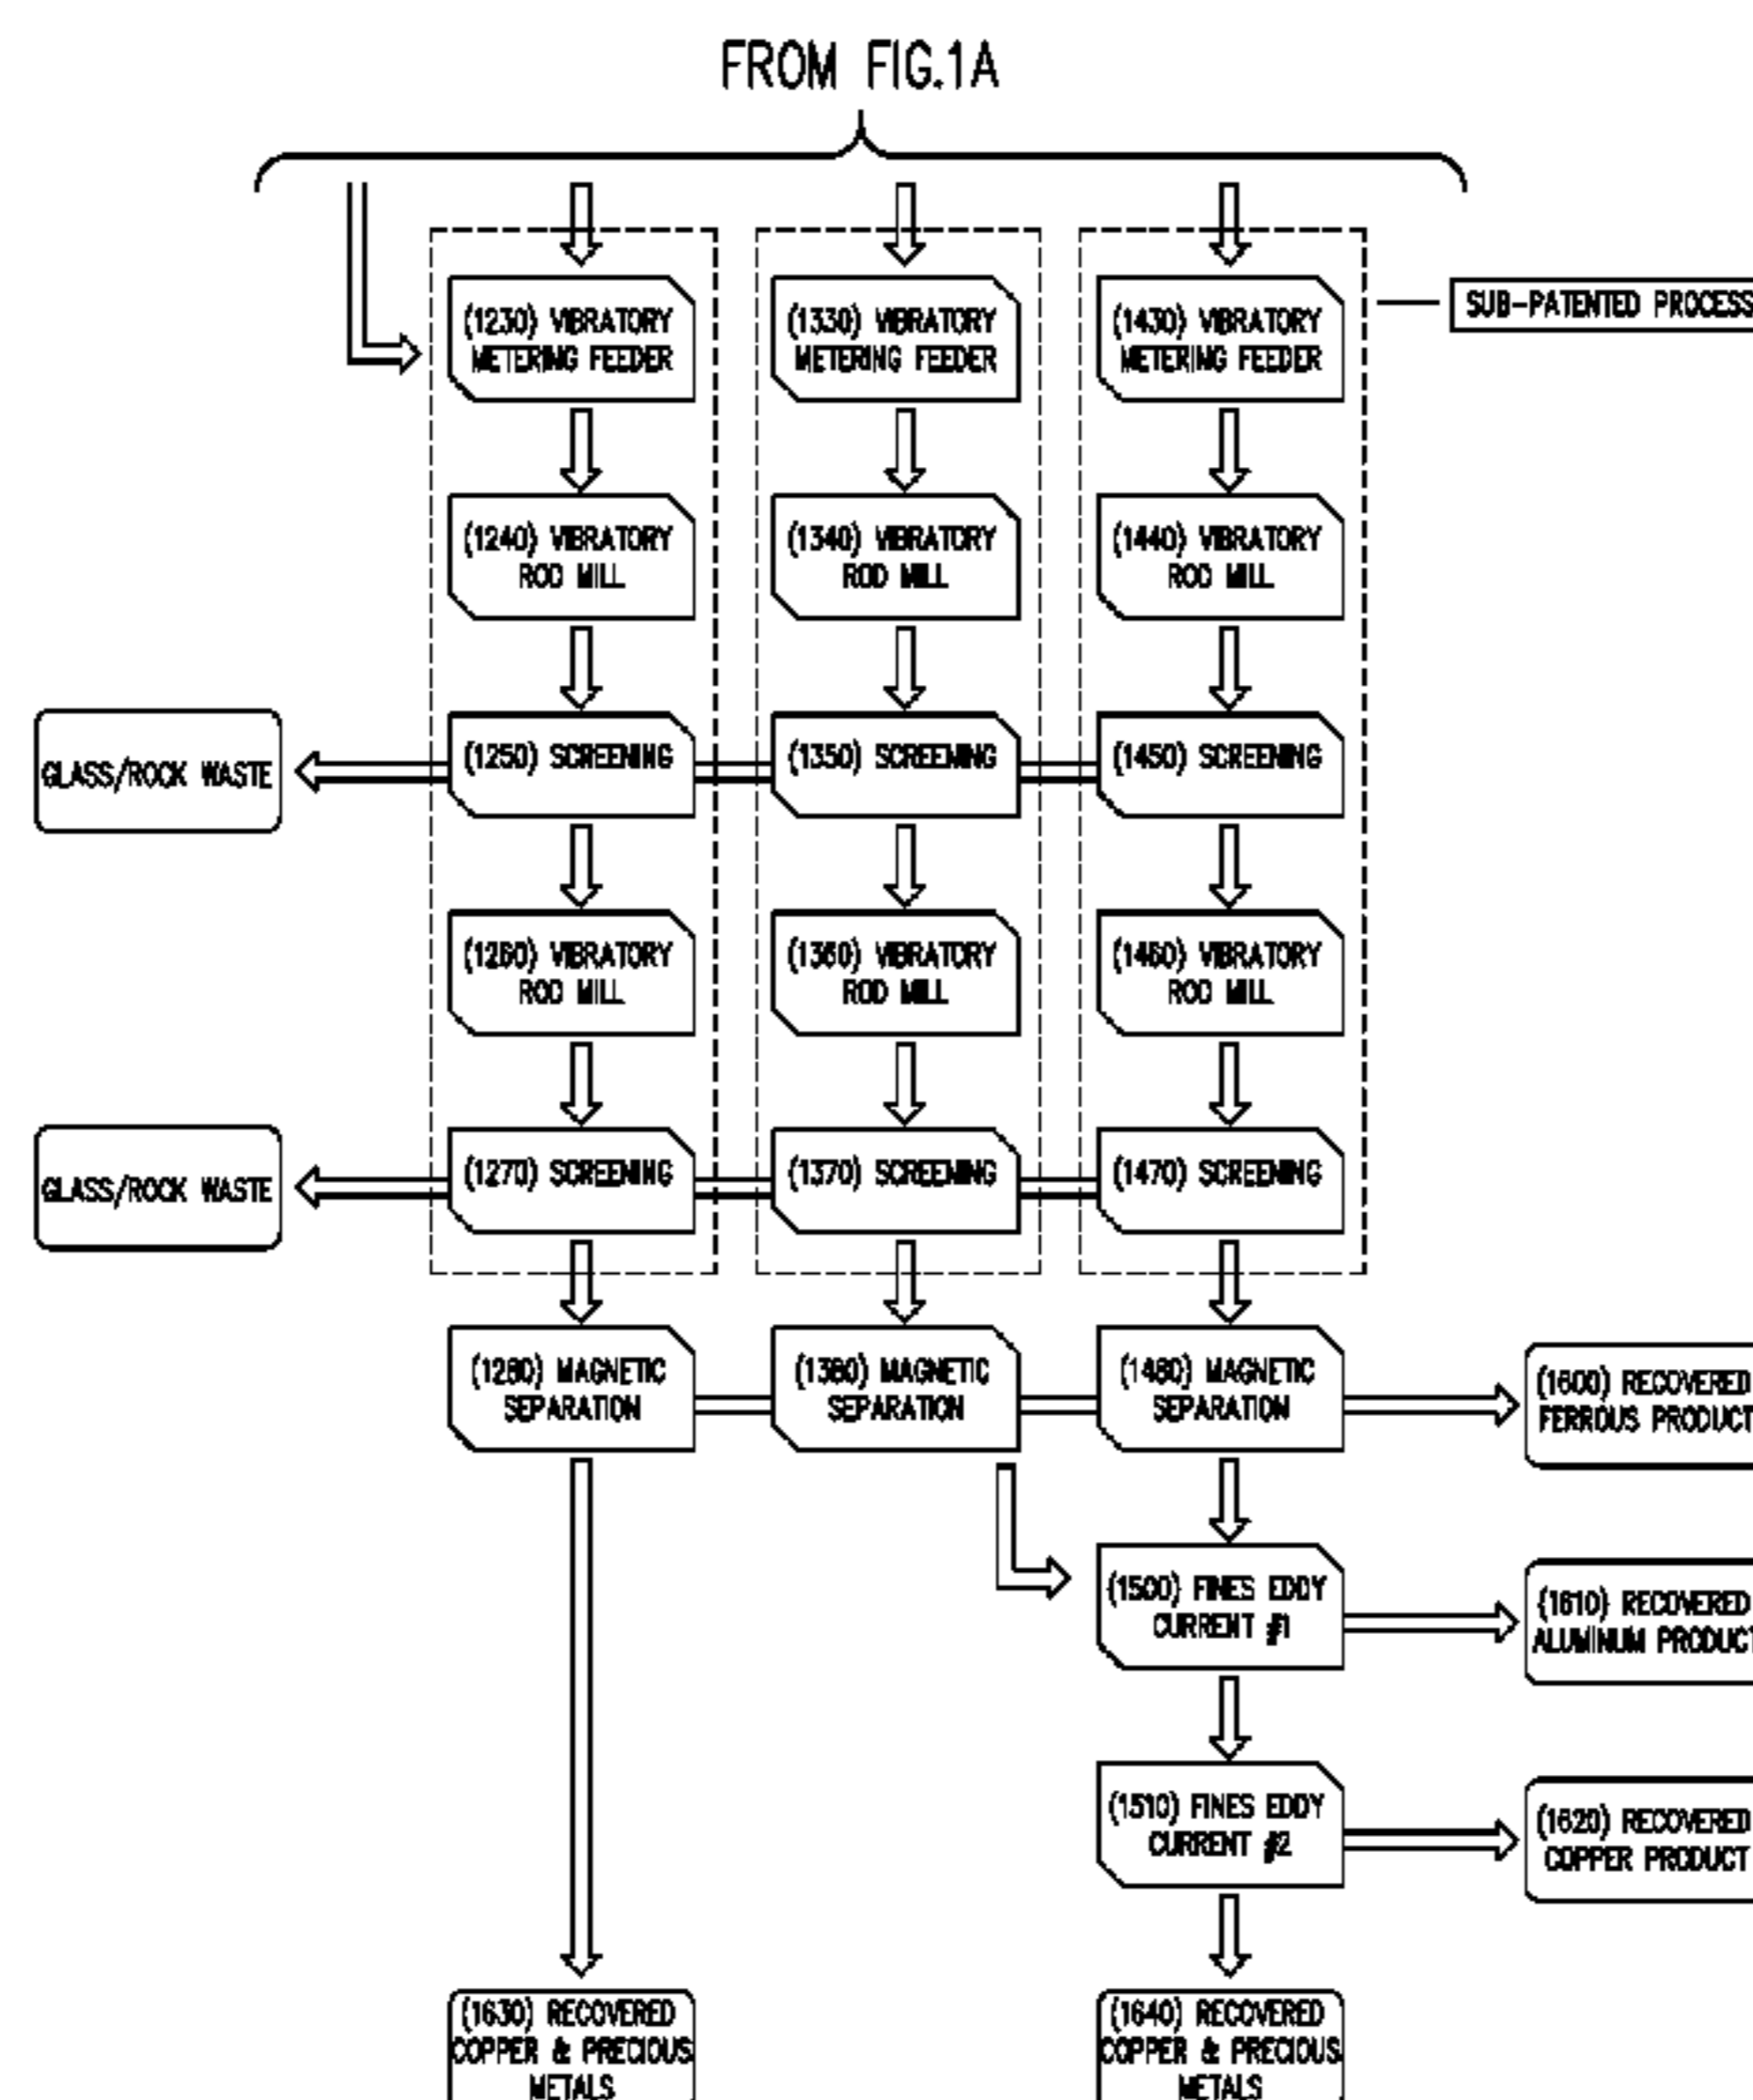 FROM FIG.1A
(1230) VIBRATORY
METERING FEEDER
(1330) VIBRATORY
METERING FEEDER
(1430) VIBRATORY
METERING FEEDER
SUB-PATENTED PROCESS
(1240) VIBRATORY
ROD MILL
(1340) VIBRATORY
ROD MILL
(1440) VIBRATORY
ROD MILL
GLASS/ROCK WASTE
(1250) SCREENING
(1350) SCREENING
(1450) SCREENING
(1260) VIBRATORY
ROD MILL
(1360) VIBRATORY
ROD MILL
(1460) VIBRATORY
ROD MILL
GLASS/ROCK WASTE
(1270) SCREENING
(1370) SCREENING
(1470) SCREENING
(1280) MAGNETIC
SEPARATION
(1380) MAGNETIC
SEPARATION
(1480) MAGNETIC
SEPARATION
(1600) RECOVERED
FERROUS PRODUCT
(1500) FINES EDDY
CURRENT #1
(1610) RECOVERED
ALUMINUM PRODUCT
(1510) FINES EDDY
CURRENT #2
(1620) RECOVERED
COPPER PRODUCT
(1630) RECOVERED
COPPER & PRECIOUS
METALS
(1640) RECOVERED
COPPER & PRECIOUS
METALS